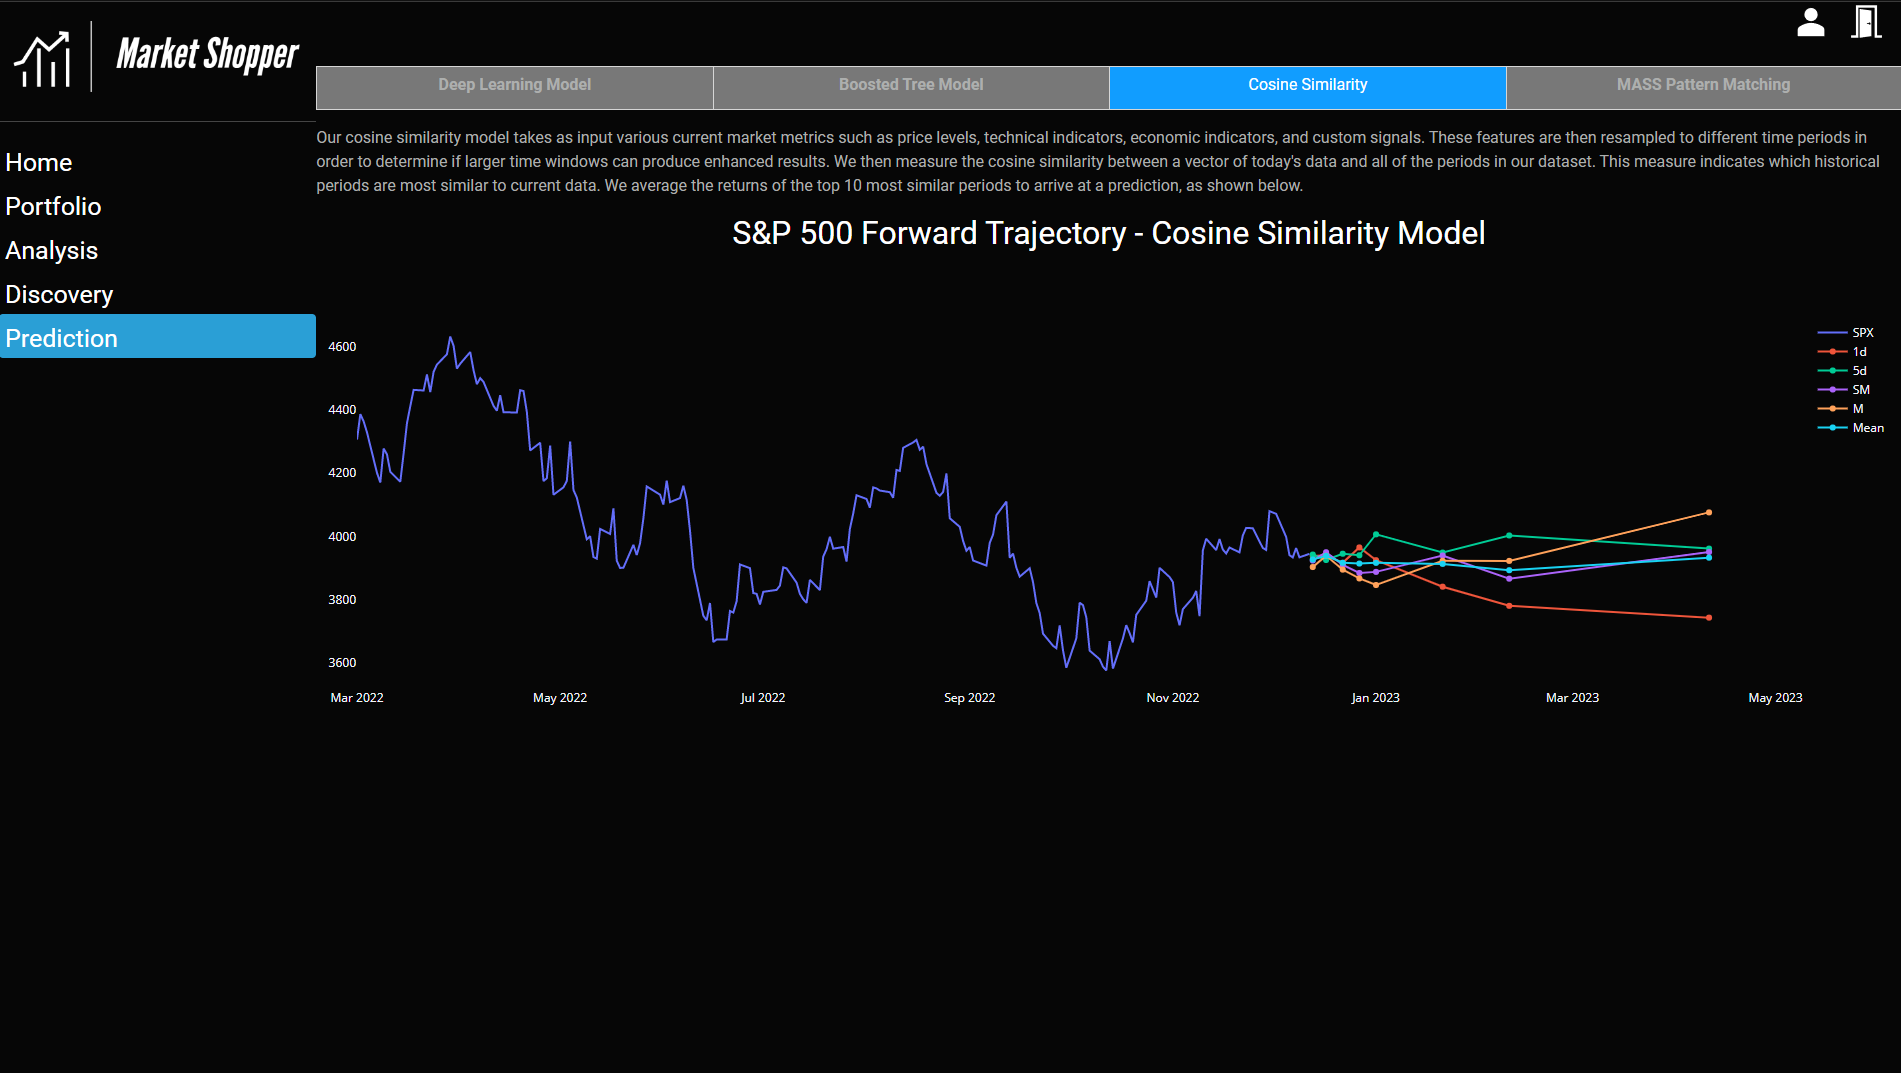 Market Shopper
Home
Portfolio
Analysis
Discovery
Prediction
Deep Learning Model
Boosted Tree Model
Cosine Similarity
MASS Pattern Matching
Our cosine similarity model takes as input various current market metrics such as price levels, technical indicators, economic indicators, and custom signals. These features are then resampled to different time periods in
order to determine if larger time windows can produce enhanced results. We then measure the cosine similarity between a vector of today's data and all of the periods in our dataset. This measure indicates which historical
periods are most similar to current data. We average the returns of the top 10 most similar periods to arrive at a prediction, as shown below.
S&P 500 Forward Trajectory - Cosine Similarity Model
4600
4400
4200
4000
3800
3600
Mar 2022
May 2022
Jul 2022
Sep 2022
Nov 2022
Jan 2023
Mar 2023
May 2023
SPX
1d
5d
SM
M
Mean